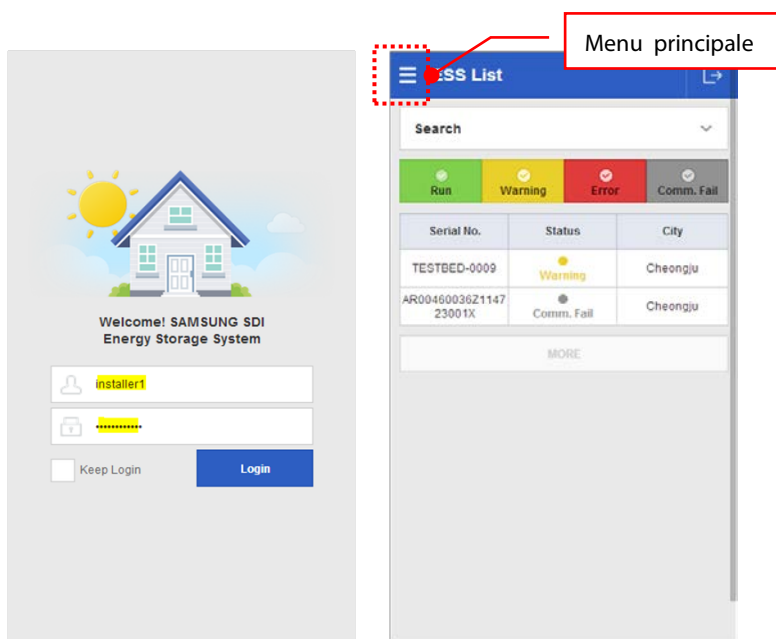 Menu principale
Welcome! SAMSUNG SDI
Energy Storage System
installer1
Keep Login
Login
ESS List
Search
Run
Warning
Error
Comm. Fail
Serial No.
Status
City
TESTBED-0009
Warning
Cheongju
AR00460036Z1147
23001X
Comm. Fail
Cheongju
MORE